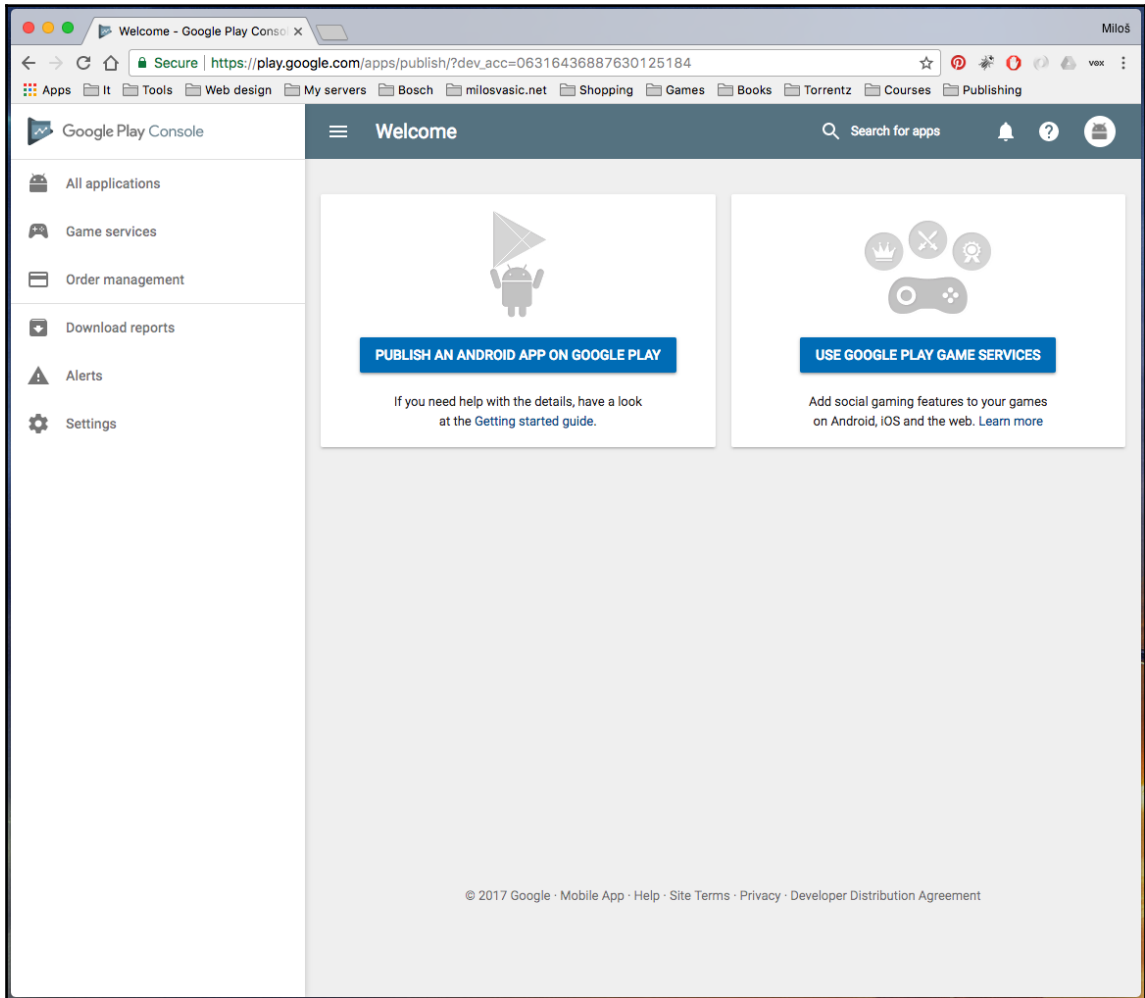 Welcome - Google Play Consol
Miloš
Secure | https://play.google.com/apps/publish/?dev_acc=06316436887630125184
vox
Apps It Tools Web design My servers Bosch milosvasic.net Shopping Games Books Torrentz Courses Publishing
Google Play Console
Welcome
Search for apps
All applications
Game services
Order management
Download reports
Alerts
Settings
PUBLISH AN ANDROID APP ON GOOGLE PLAY
If you need help with the details, have a look
at the Getting started guide.
USE GOOGLE PLAY GAME SERVICES
Add social gaming features to your games
on Android, iOS and the web. Learn more
© 2017 Google · Mobile App · Help · Site Terms · Privacy · Developer Distribution Agreement